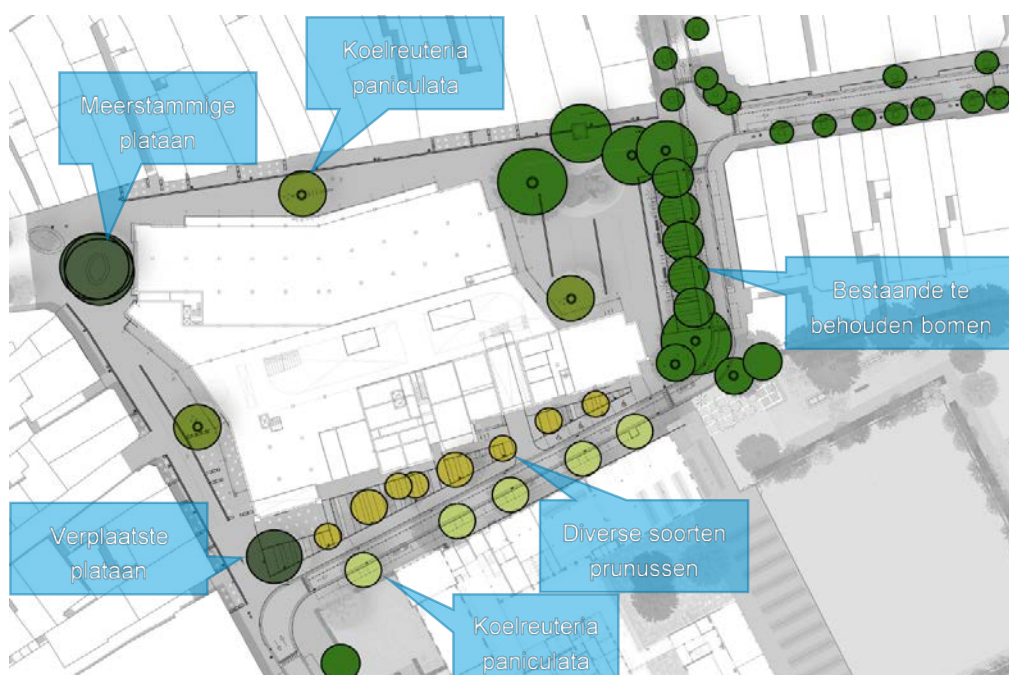 Koelreuteria
paniculata
Meerstammige
plataan
Bestaande te
behouden bomen
Verplaatste
plataan
Diverse soorten
prunussen
Koelreuteria
paniculata